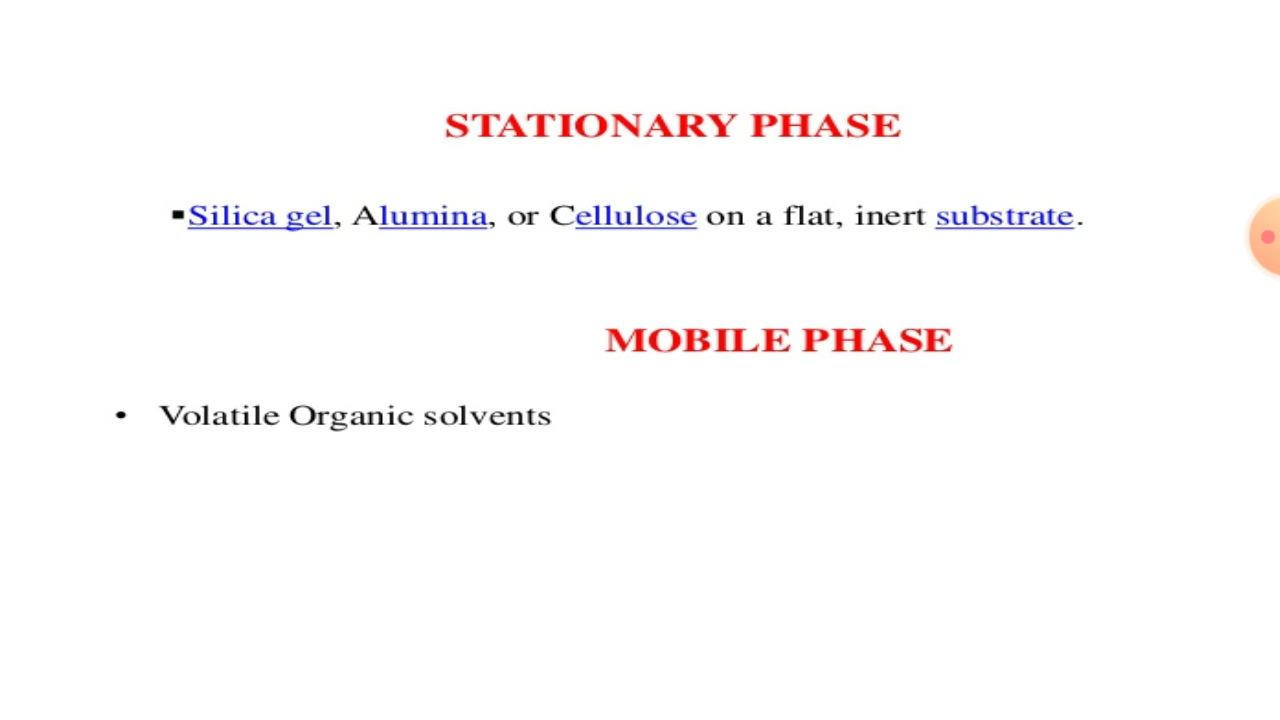 STATIONARY PHASE
▪Silica gel, Alumina, or Cellulose on a flat, inert substrate.
MOBILE PHASE
• Volatile Organic solvents